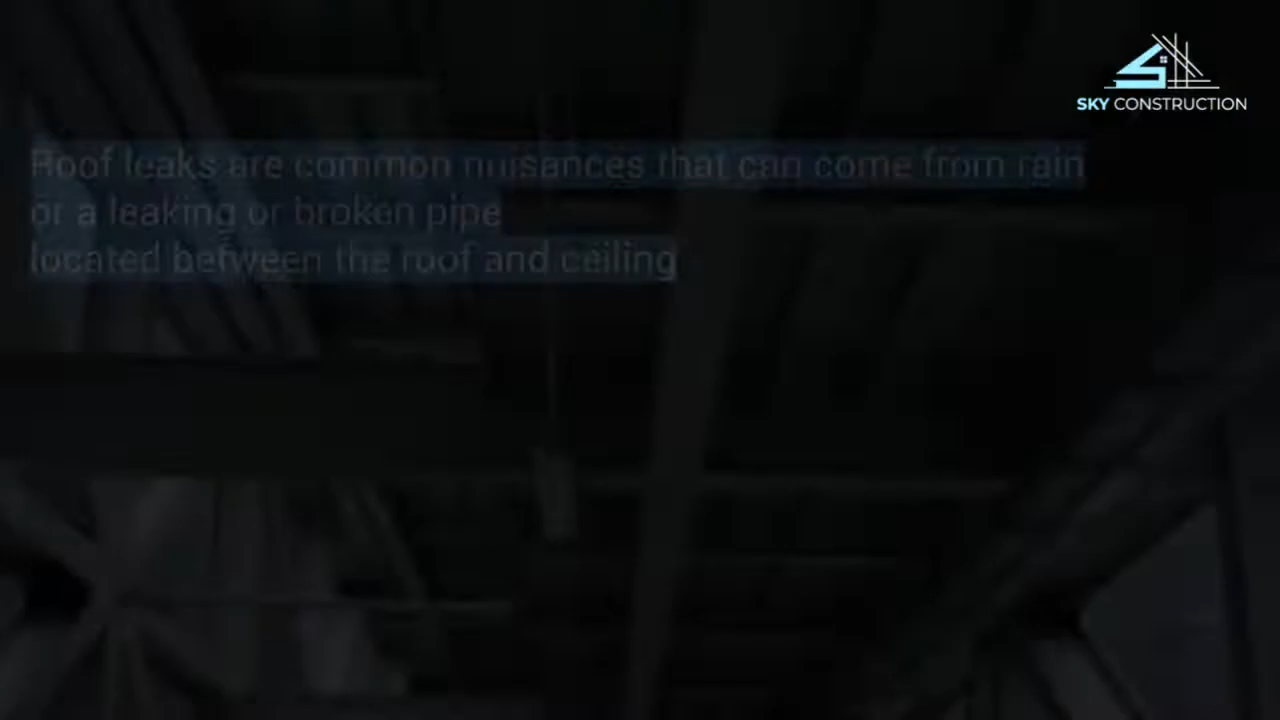 SKY CONSTRUCTION
Roof leaks are common nuisances that can come from rain
or a leaking or broken pipe
located between the roof and ceiling